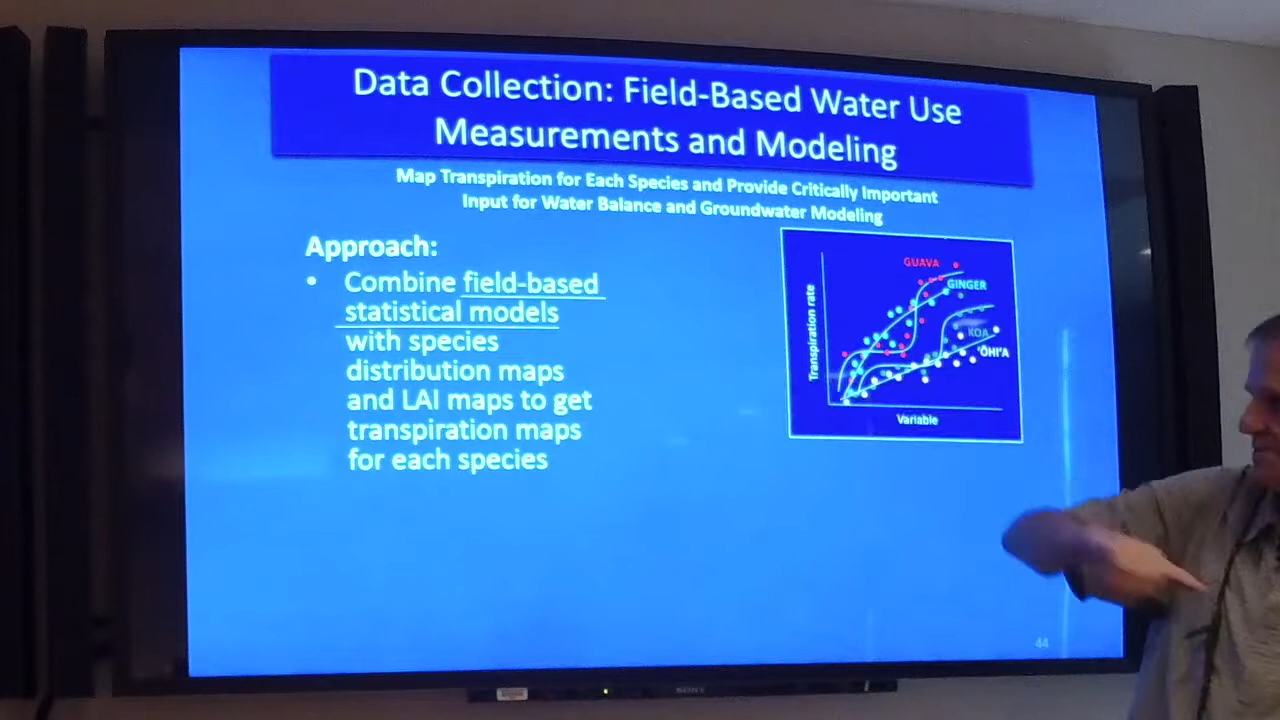 Data Collection: Field-Based Water Use
Measurements and Modeling
Map Transpiration for Each Species and Provide Critically Important
Input for Water Balance and Groundwater Modeling
Approach:
• Combine field-based
statistical models
with species
distribution maps
and LAI maps to get
transpiration maps
for each species
GUAVA
GINGER
KOA
'ŌHI'A
Transpiration rate
Variable
44
SONY